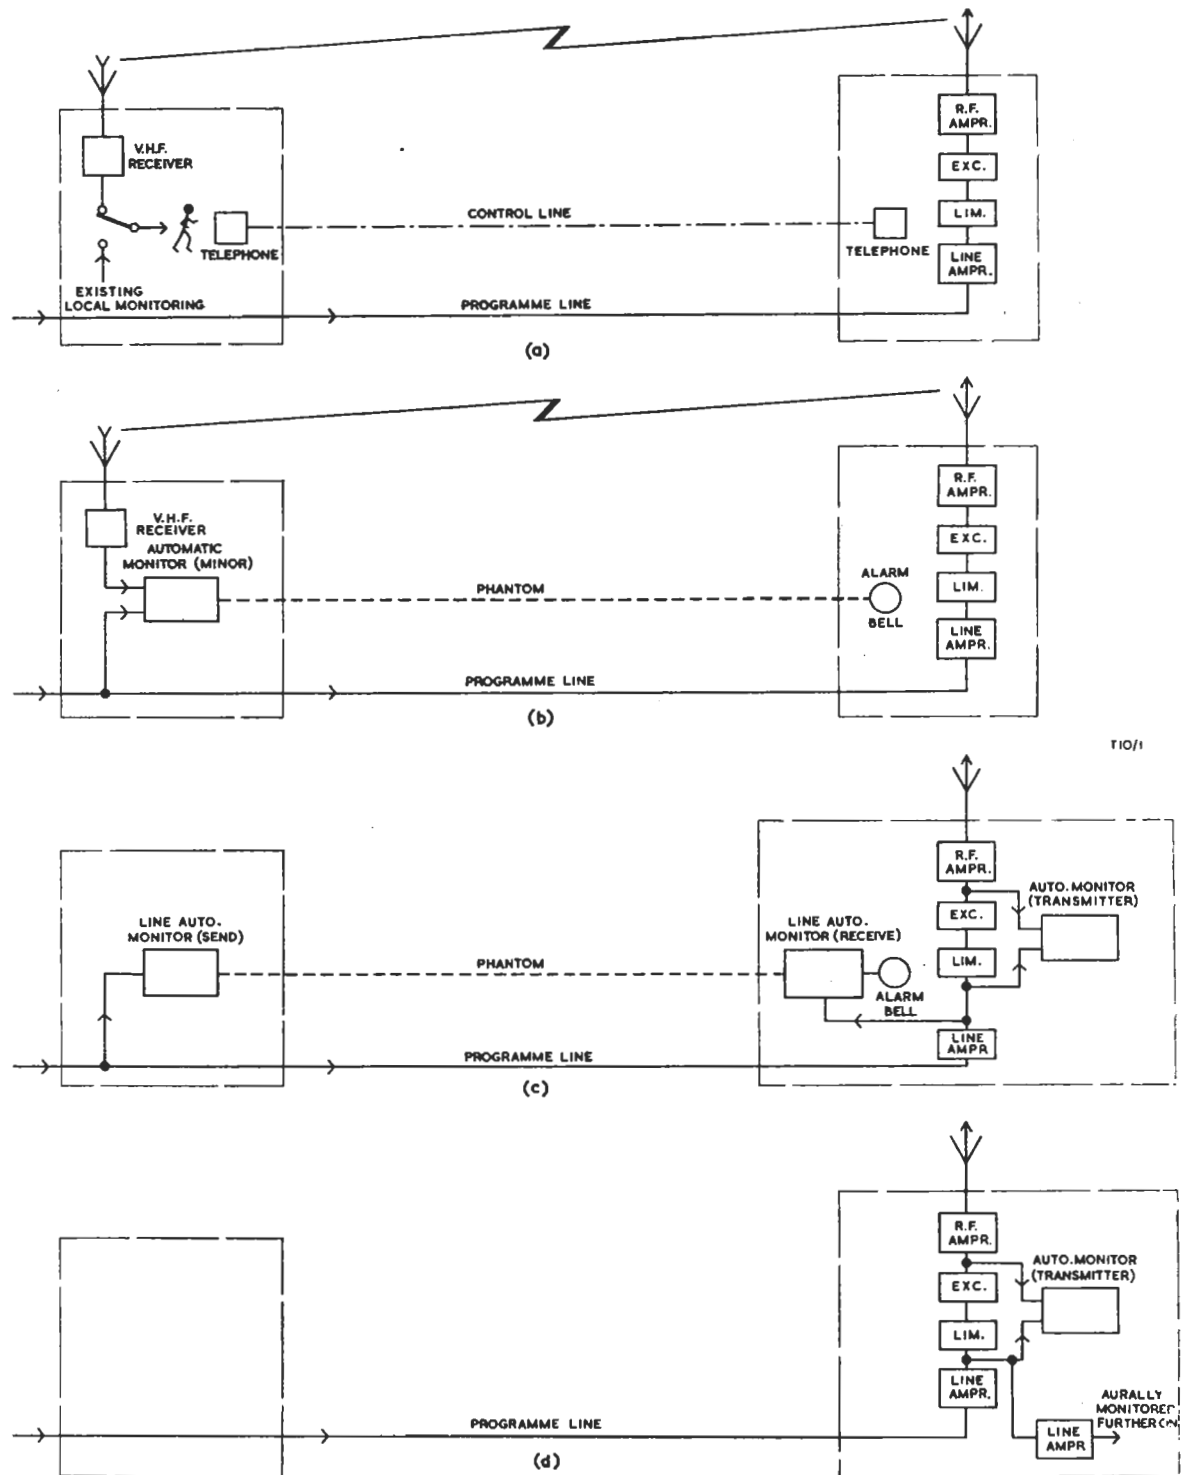 R.F.
AMPR.
V.H.F.
RECEIVER
EXC.
CONTROL LINE
LIM.
TELEPHONE
TELEPHONE
LINE
AMPR.
EXISTING
LOCAL MONITORING
PROGRAMME LINE
(a)
R.F.
AMPR.
V.H.F.
RECEIVER
EXC.
AUTOMATIC
MONITOR (MINOR)
PHANTOM
ALARM
BELL
LIM.
LINE
AMPR.
PROGRAMME LINE
(b)
T10/1
R.F.
AMPR.
AUTO. MONITOR
(TRANSMITTER)
EXC.
LINE AUTO.
MONITOR (SEND)
LINE AUTO.
MONITOR (RECEIVE)
PHANTOM
LIM.
ALARM
BELL
LINE
AMPR
PROGRAMME LINE
(c)
R.F.
AMPR.
AUTO. MONITOR
(TRANSMITTER)
EXC.
LIM.
LINE
AMPR.
AURALLY
MONITORED
FURTHER ON
PROGRAMME LINE
LINE
AMPR
(d)